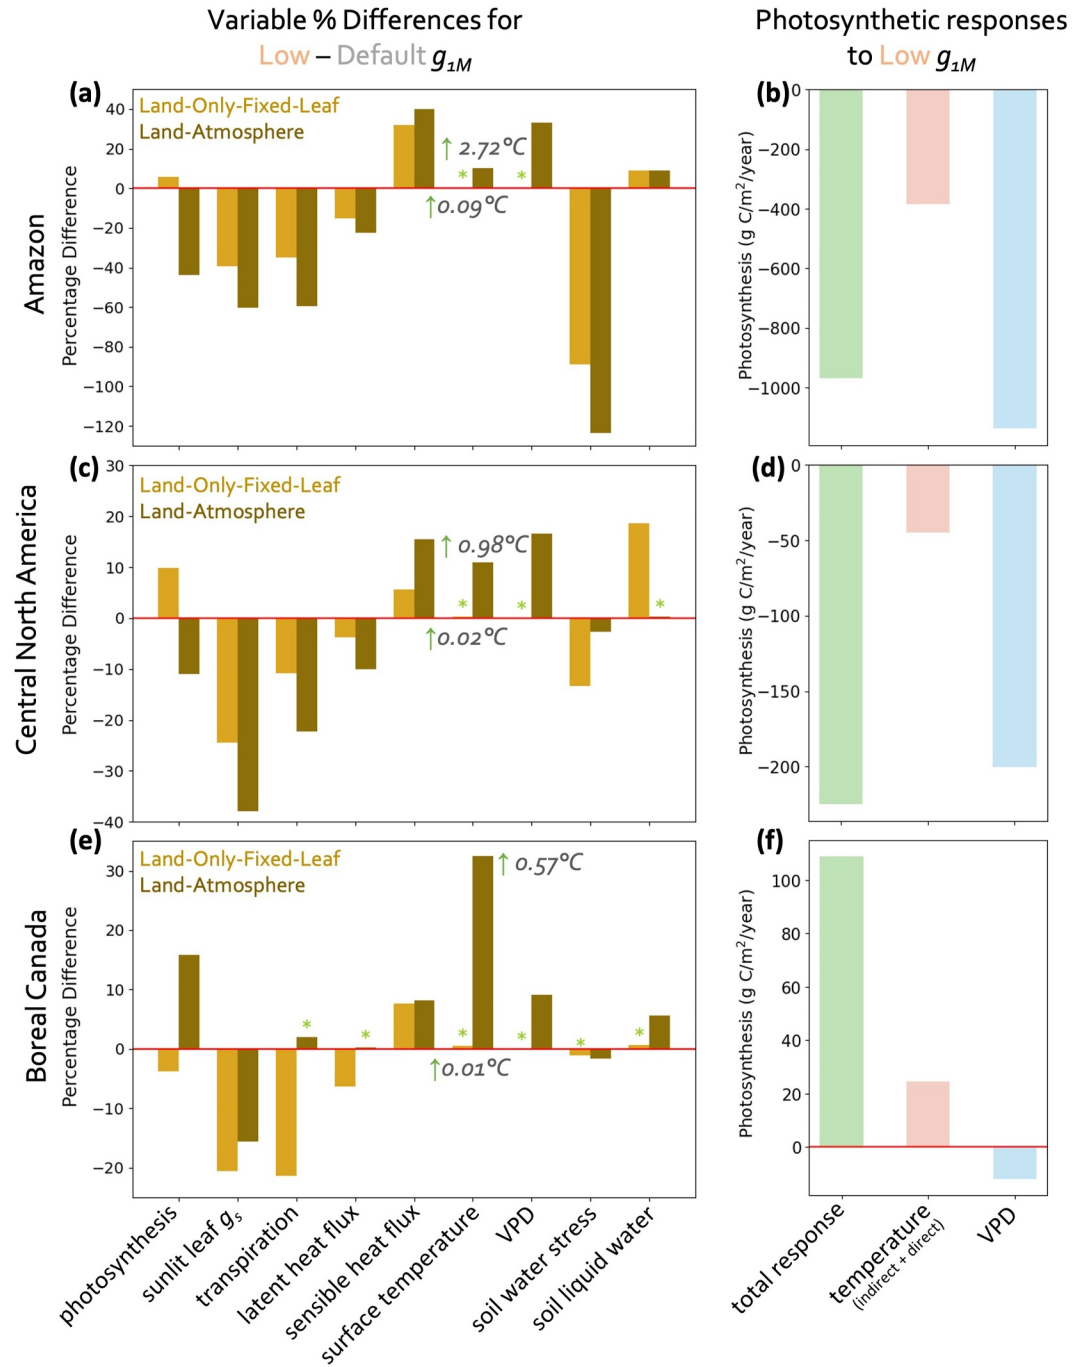 Variable % Differences for
Low – Default g1M
Photosynthetic responses
to Low g1M
Amazon
(a)
Land-Only-Fixed-Leaf
Land-Atmosphere
Percentage Difference
40
20
0
−20
−40
−60
−80
−100
−120
* *
↑ 2.72°C
↑0.09°C
(b)
Photosynthesis (g C/m²/year)
0
−200
−400
−600
−800
−1000
Central North America
(c)
Land-Only-Fixed-Leaf
Land-Atmosphere
Percentage Difference
30
20
10
0
−10
−20
−30
−40
↑ 0.98°C
* * *
↑0.02°C
(d)
Photosynthesis (g C/m²/year)
0
−50
−100
−150
−200
Boreal Canada
(e)
Land-Only-Fixed-Leaf
Land-Atmosphere
Percentage Difference
30
20
10
0
−10
−20
↑ 0.57°C
* * * * * *
↑0.01°C
(f)
Photosynthesis (g C/m²/year)
100
80
60
40
20
0
photosynthesis
sunlit leaf gs
transpiration
latent heat flux
sensible heat flux
surface temperature
VPD
soil water stress
soil liquid water
total response
temperature
(indirect + direct)
VPD